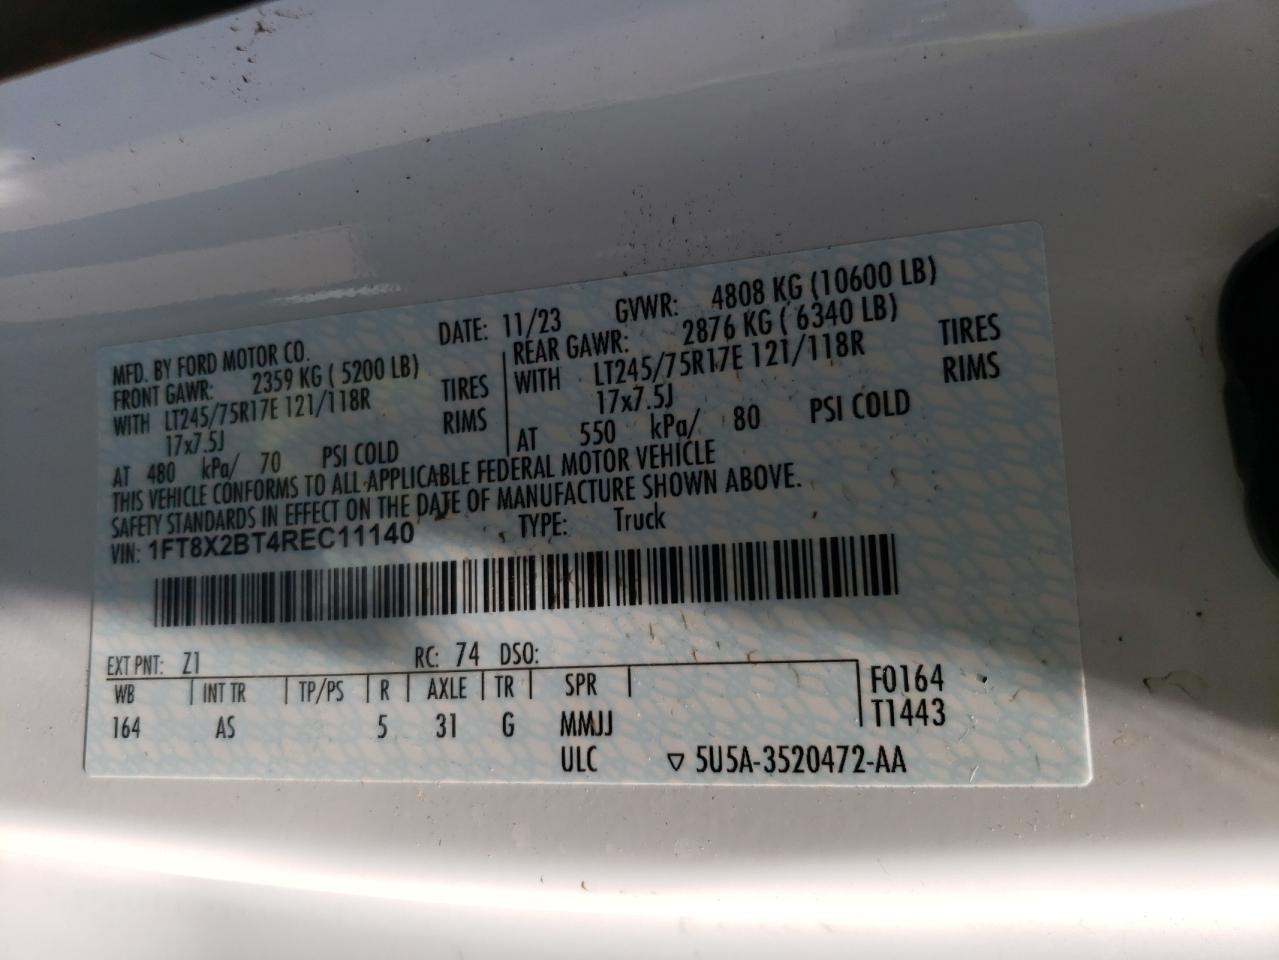 MFD. BY FORD MOTOR CO. DATE: 11/23 GVWR: 4808 KG (10600 LB)
FRONT GAWR: 2359 KG ( 5200 LB) REAR GAWR: 2876 KG ( 6340 LB)
WITH LT245/75R17E 121/118R TIRES WITH LT245/75R17E 121/118R TIRES
17x7.5J RIMS 17x7.5J RIMS
AT 480 kPa/ 70 PSI COLD AT 550 kPa/ 80 PSI COLD
THIS VEHICLE CONFORMS TO ALL APPLICABLE FEDERAL MOTOR VEHICLE
SAFETY STANDARDS IN EFFECT ON THE DATE OF MANUFACTURE SHOWN ABOVE.
VIN: 1FT8X2BT4REC11140 TYPE: Truck
EXT PNT: Z1 RC: 74 DSO:
WB INT TR TP/PS R AXLE TR SPR F0164
164 AS 5 31 G MMJJ T1443
ULC ▽ 5U5A-3520472-AA